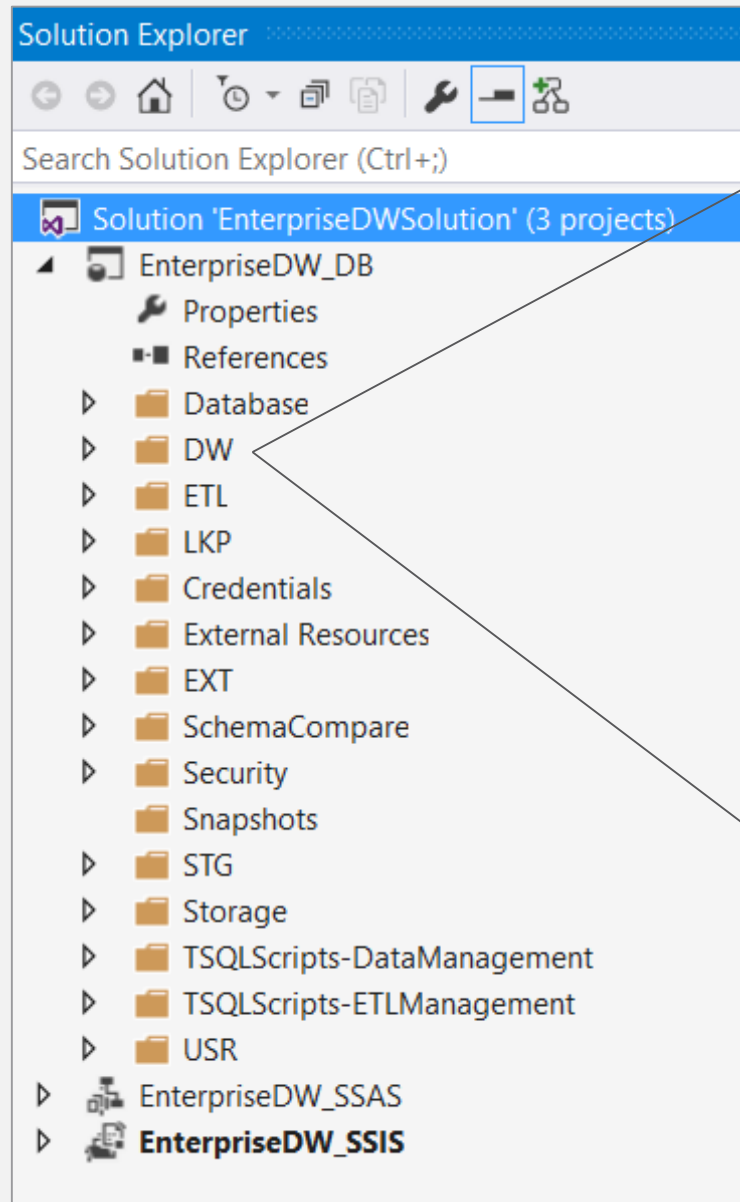 Solution Explorer
Search Solution Explorer (Ctrl+;)
Solution 'EnterpriseDWSolution' (3 projects)
EnterpriseDW_DB
Properties
References
Database
DW
ETL
LKP
Credentials
External Resources
EXT
SchemaCompare
Security
Snapshots
STG
Storage
TSQLScripts-DataManagement
TSQLScripts-ETLManagement
USR
EnterpriseDW_SSAS
EnterpriseDW_SSIS